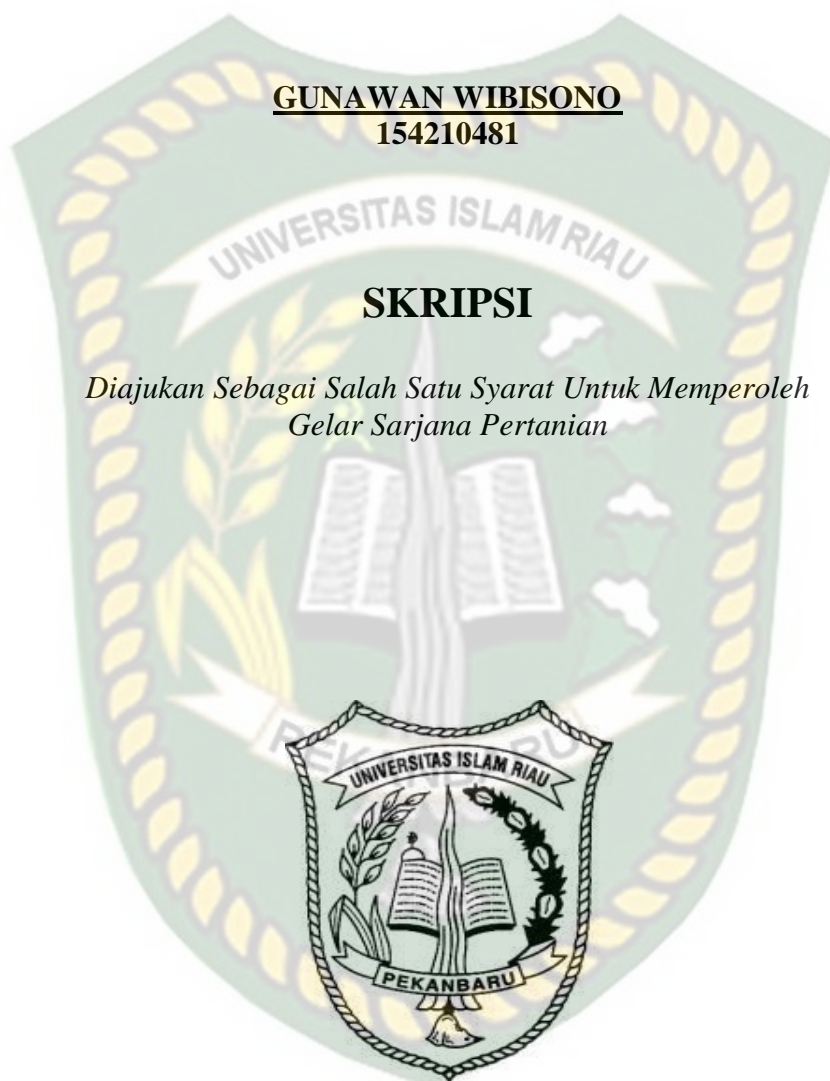 GUNAWAN WIBISONO
154210481
UNIVERSITAS ISLAM RIAU
SKRIPSI
Diajukan Sebagai Salah Satu Syarat Untuk Memperoleh
Gelar Sarjana Pertanian
PEKANBARU
UNIVERSITAS ISLAM RIAU
PEKANBARU